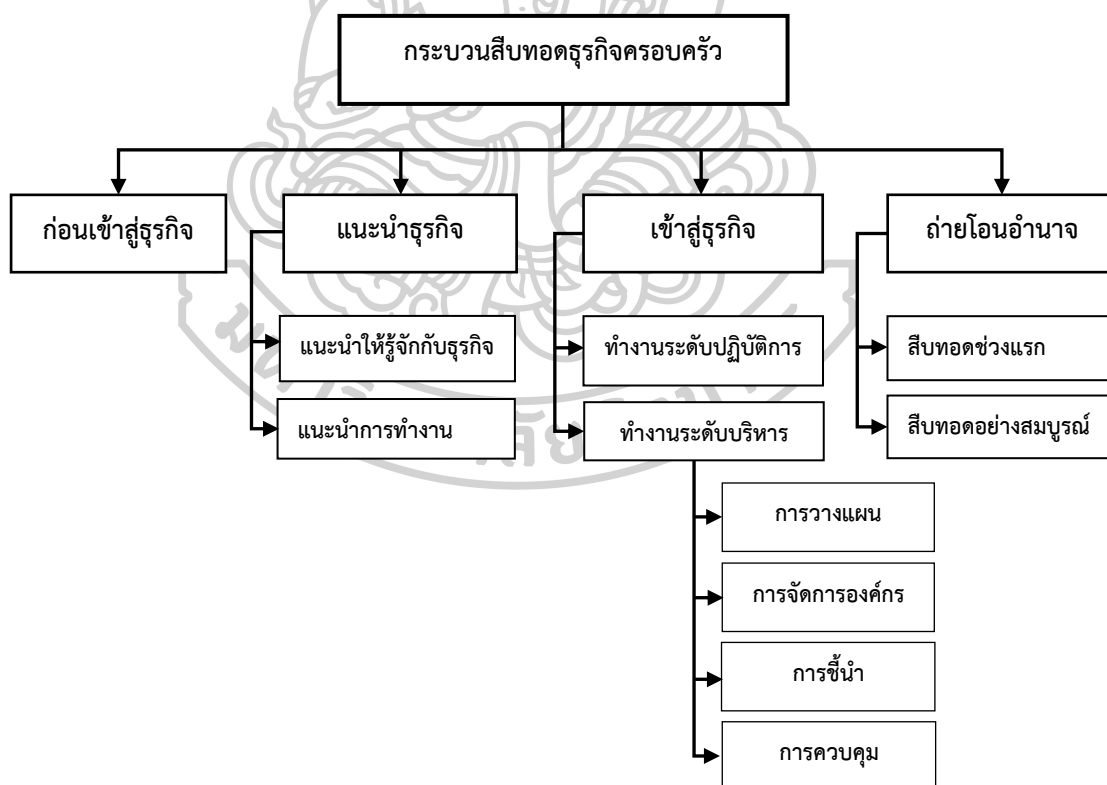 กระบวนสืบทอดธุรกิจครอบครัว
ก่อนเข้าสู่ธุรกิจ
แนะนำธุรกิจ
เข้าสู่ธุรกิจ
ถ่ายโอนอำนาจ
แนะนำให้รู้จักกับธุรกิจ
ทำงานระดับปฏิบัติการ
สืบทอดช่วงแรก
แนะนำการทำงาน
ทำงานระดับบริหาร
สืบทอดอย่างสมบูรณ์
การวางแผน
การจัดการองค์กร
การชี้นำ
การควบคุม